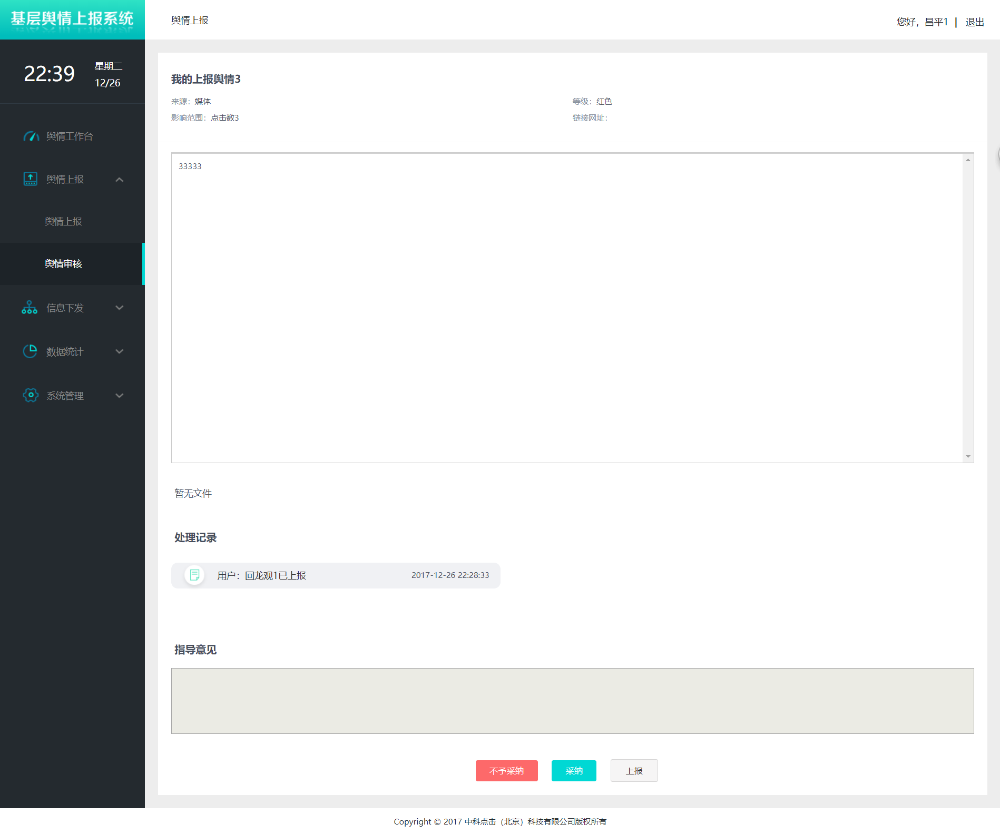 基层舆情上报系统
舆情上报
您好，昌平1 | 退出
22:39
星期二
12/26
舆情工作台
舆情上报
舆情上报
舆情审核
信息下发
数据统计
系统管理
我的上报舆情3
来源：媒体
等级：红色
影响范围：点击数3
链接网址：
33333
暂无文件
处理记录
用户：回龙观1已上报 2017-12-26 22:28:33
指导意见
不予采纳
采纳
上报
Copyright © 2017 中科点击（北京）科技有限公司版权所有